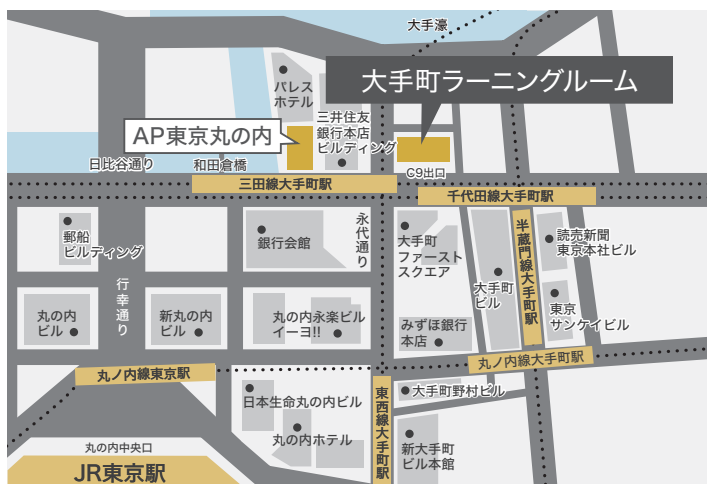 大手濠
パレス
ホテル
大手町ラーニングルーム
三井住友
銀行本店
ビルディング
AP東京丸の内
日比谷通り
和田倉橋
C9出口
三田線大手町駅
千代田線大手町駅
郵船
ビルディング
銀行会館
永代通り
大手町
ファースト
スクエア
大手町
ビル
半蔵門線大手町駅
読売新聞
東京本社ビル
行幸通り
丸の内
ビル
新丸の内
ビル
丸の内永楽ビル
イーヨ!!
みずほ銀行
本店
東京
サンケイビル
丸ノ内線東京駅
丸ノ内線大手町駅
日本生命丸の内ビル
丸の内ホテル
東西線大手町駅
大手町野村ビル
新大手町
ビル本館
丸の内中央口
JR東京駅